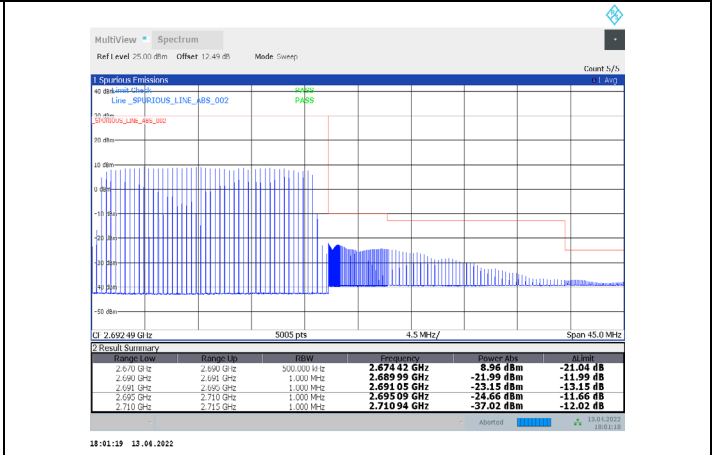 MultiView Spectrum
Ref Level 25.00 dBm Offset 12.49 dB Mode Sweep
Count 5/5
1 Spurious Emissions 1 Avg
40 dBm Limit Check PASS
Line _SPURIOUS_LINE_ABS_002 PASS
30 dBm
_SPURIOUS_LINE_ABS_002
20 dBm
10 dBm
0 dBm
-10 dBm
-20 dBm
-30 dBm
-40 dBm
-50 dBm
CF 2.69249 GHz 5005 pts 4.5 MHz/ Span 45.0 MHz
2 Result Summary
Range Low Range Up RBW Frequency Power Abs ΔLimit
2.670 GHz 2.690 GHz 500.000 kHz 2.67442 GHz 8.96 dBm -21.04 dB
2.690 GHz 2.691 GHz 1.000 MHz 2.68999 GHz -21.99 dBm -11.99 dB
2.691 GHz 2.695 GHz 1.000 MHz 2.69105 GHz -23.15 dBm -13.15 dB
2.695 GHz 2.710 GHz 1.000 MHz 2.69509 GHz -24.66 dBm -11.66 dB
2.710 GHz 2.715 GHz 1.000 MHz 2.71094 GHz -37.02 dBm -12.02 dB
Aborted 13.04.2022
18:01:18
18:01:19 13.04.2022